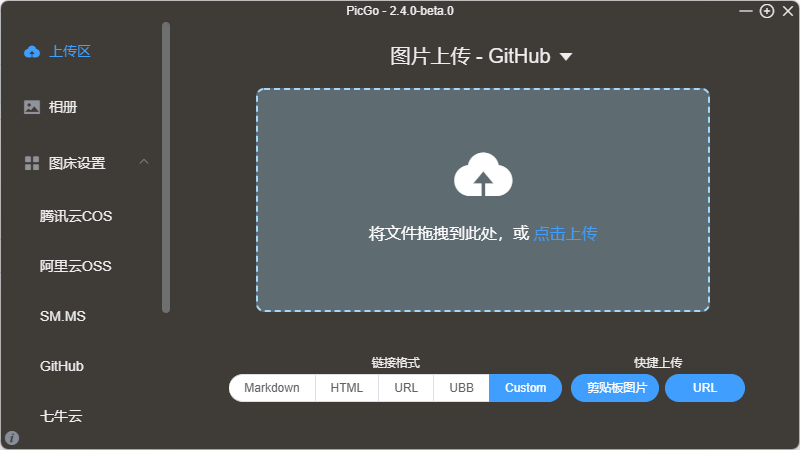 PicGo - 2.4.0-beta.0
上传区
相册
图床设置
腾讯云COS
阿里云OSS
SM.MS
GitHub
七牛云
图片上传 - GitHub
将文件拖拽到此处，或 点击上传
链接格式
Markdown HTML URL UBB Custom
快捷上传
剪贴板图片 URL